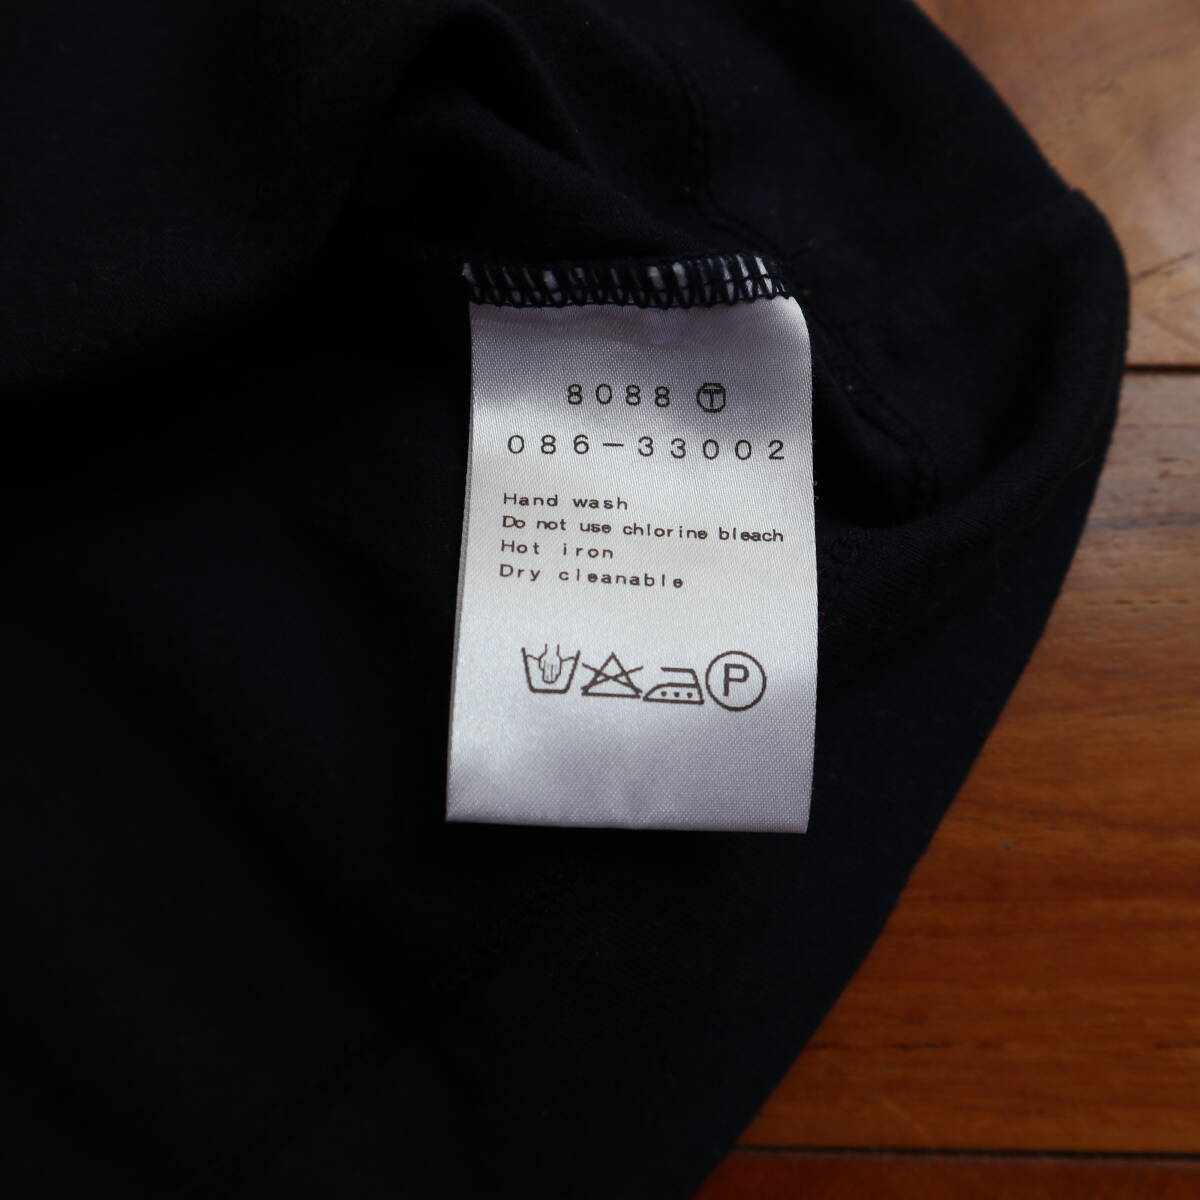 8088 Ⓣ
086-33002
Hand wash
Do not use chlorine bleach
Hot iron
Dry cleanable
P